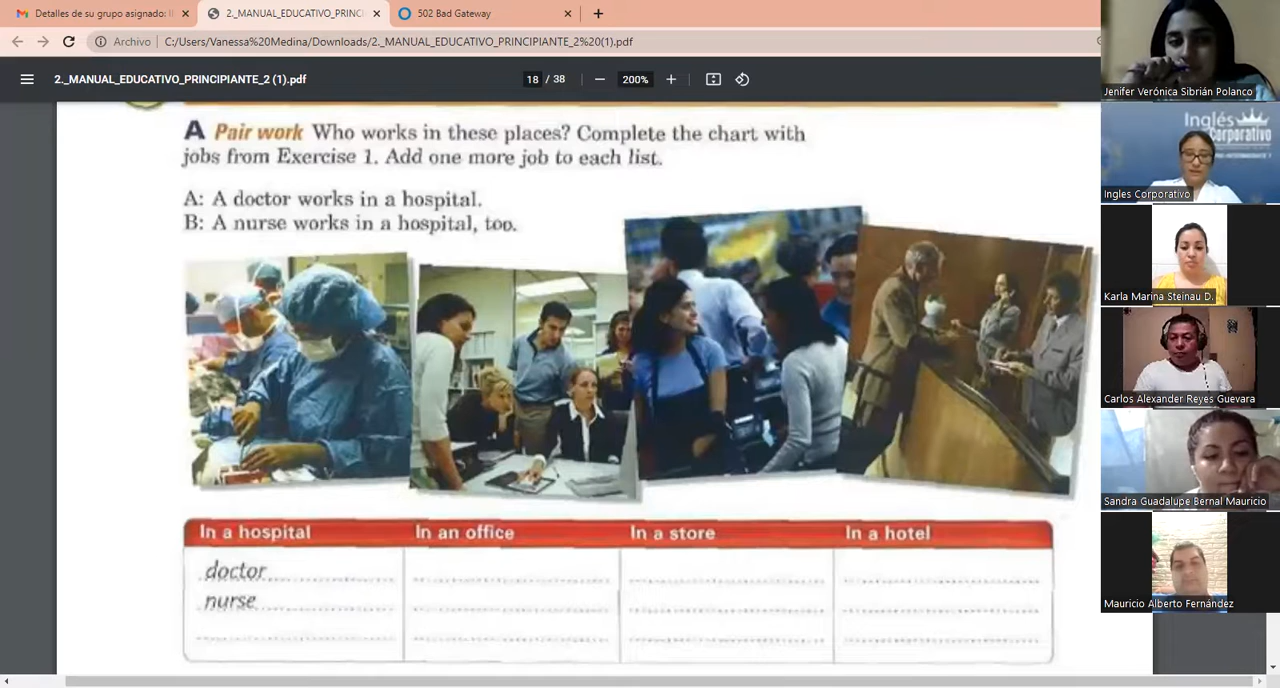 Detalles de su grupo asignado: I
2._MANUAL_EDUCATIVO_PRINCI
502 Bad Gateway
Archivo
C:/Users/Vanessa%20Medina/Downloads/2._MANUAL_EDUCATIVO_PRINCIPIANTE_2%20(1).pdf
2._MANUAL_EDUCATIVO_PRINCIPIANTE_2 (1).pdf
18 / 38
200%
A Pair work Who works in these places? Complete the chart with
jobs from Exercise 1. Add one more job to each list.
A: A doctor works in a hospital.
B: A nurse works in a hospital, too.
In a hospital
In an office
In a store
In a hotel
doctor
nurse
Jenifer Verónica Sibrián Polanco
Inglés
Corporativo
Ingles Corporativo
Karla Marina Steinau D.
Carlos Alexander Reyes Guevara
Sandra Guadalupe Bernal Mauricio
Mauricio Alberto Fernández